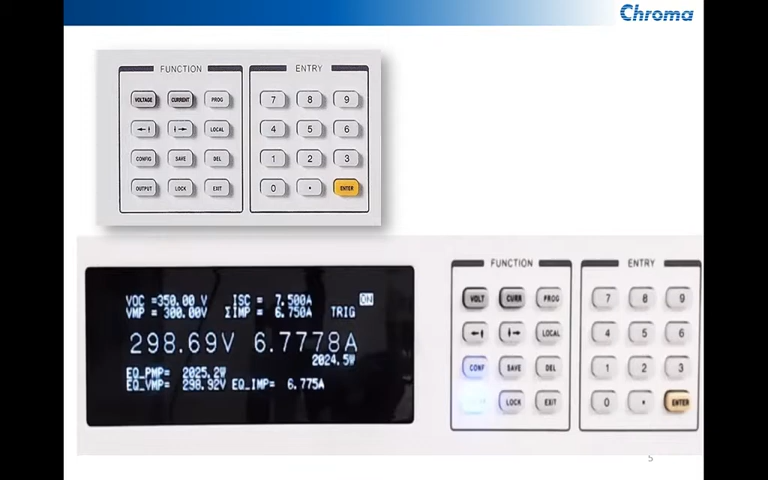 Chroma
FUNCTION ENTRY
VOLTAGE CURRENT PROG 7 8 9
LOCAL 4 5 6
CONFIG SAVE DEL 1 2 3
OUTPUT LOCK EXIT 0 . ENTER
FUNCTION ENTRY
VOC =350.00 V ISC = 7.500A ON
VMP = 300.00V IMP = 6.750A TRIG
298.69V 6.7778A
2024.5W
EQ_PMP= 2025.2W
EQ_VMP= 298.92V EQ_IMP= 6.775A
VOLT CURR PROG 7 8 9
LOCAL 4 5 6
CONF SAVE DEL 1 2 3
LOCK EXIT 0 . ENTER
5